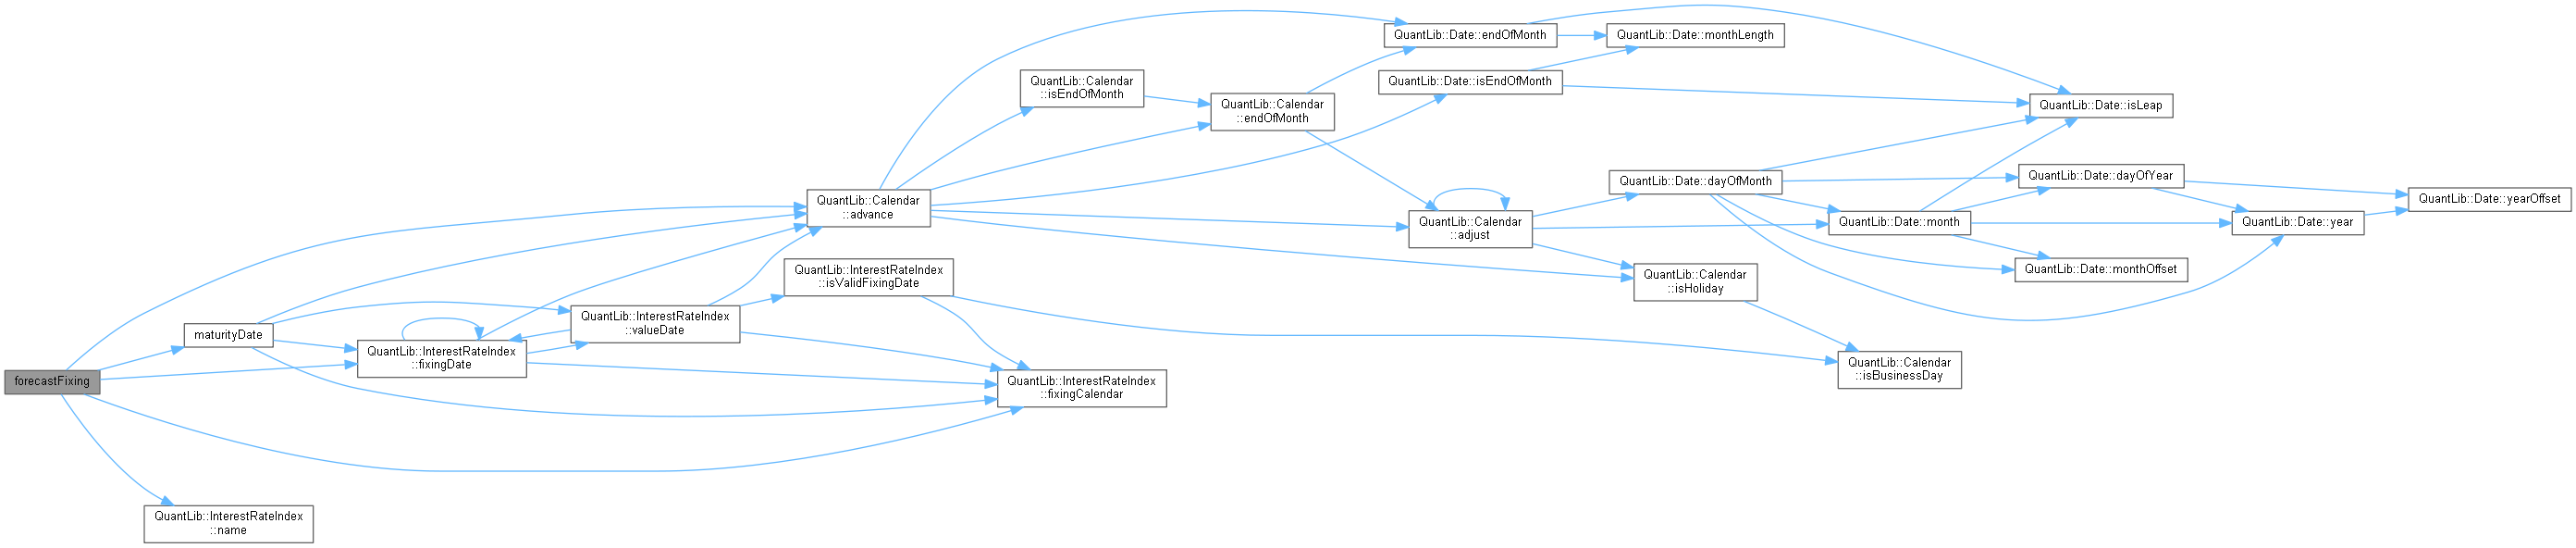 QuantLib::Date::endOfMonth
QuantLib::Date::monthLength
QuantLib::Calendar
::isEndOfMonth
QuantLib::Date::isEndOfMonth
QuantLib::Calendar
::endOfMonth
QuantLib::Date::isLeap
QuantLib::Calendar
::advance
QuantLib::Date::dayOfMonth
QuantLib::Date::dayOfYear
QuantLib::Date::yearOffset
QuantLib::Calendar
::adjust
QuantLib::Date::month
QuantLib::Date::year
QuantLib::InterestRateIndex
::isValidFixingDate
QuantLib::Calendar
::isHoliday
QuantLib::Date::monthOffset
maturityDate
QuantLib::InterestRateIndex
::valueDate
QuantLib::InterestRateIndex
::fixingDate
QuantLib::Calendar
::isBusinessDay
forecastFixing
QuantLib::InterestRateIndex
::fixingCalendar
QuantLib::InterestRateIndex
::name